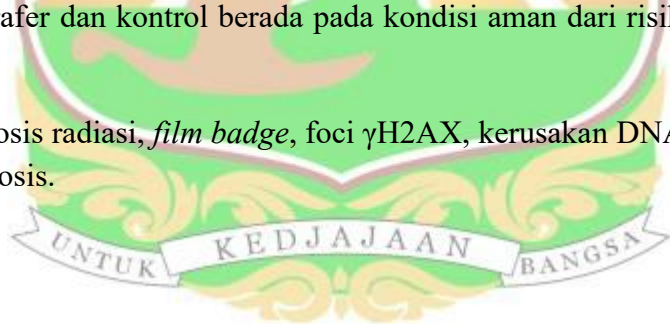 afer dan kontrol berada pada kondisi aman dari risil
osis radiasi, film badge, foci γH2AX, kerusakan DNA
osis.
UNTUK KEDJAJAAN BANGSA